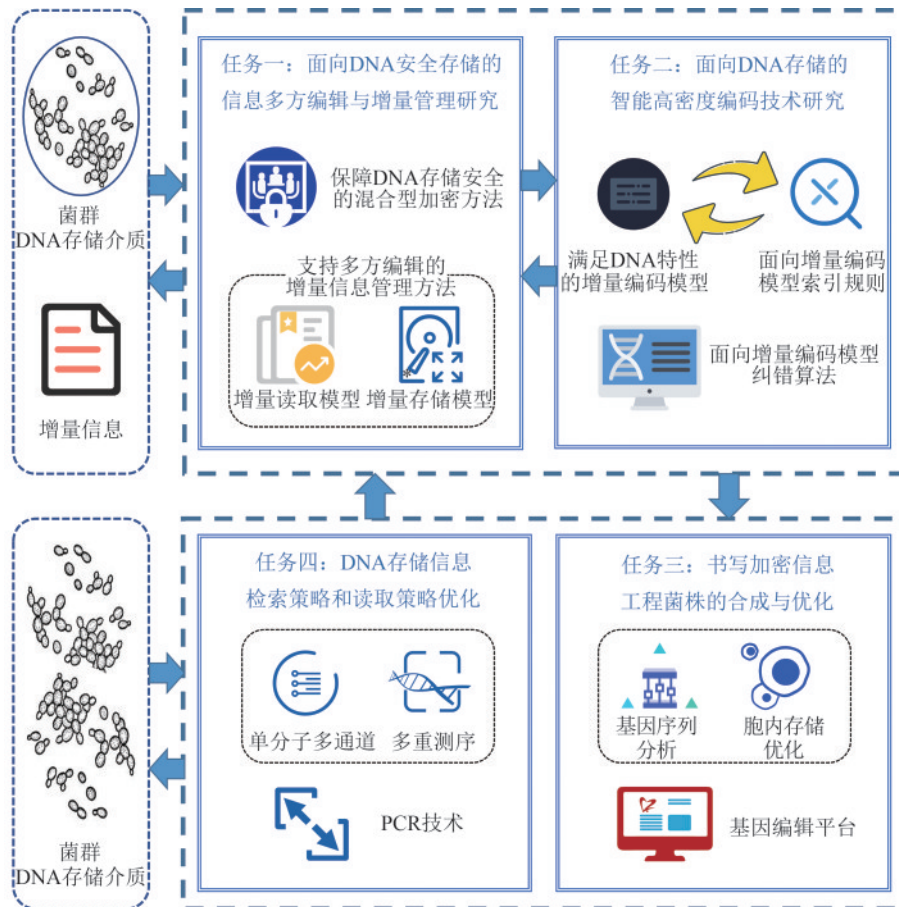 菌群
DNA存储介质
增量信息
任务一：面向DNA安全存储的
信息多方编辑与增量管理研究
保障DNA存储安全
的混合型加密方法
支持多方编辑的
增量信息管理方法
增量读取模型
增量存储模型
任务二：面向DNA存储的
智能高密度编码技术研究
满足DNA特性
的增量编码模型
面向增量编码
模型索引规则
面向增量编码模型
纠错算法
菌群
DNA存储介质
任务四：DNA存储信息
检索策略和读取策略优化
单分子多通道
多重测序
PCR技术
任务三：书写加密信息
工程菌株的合成与优化
基因序列
分析
胞内存储
优化
基因编辑平台